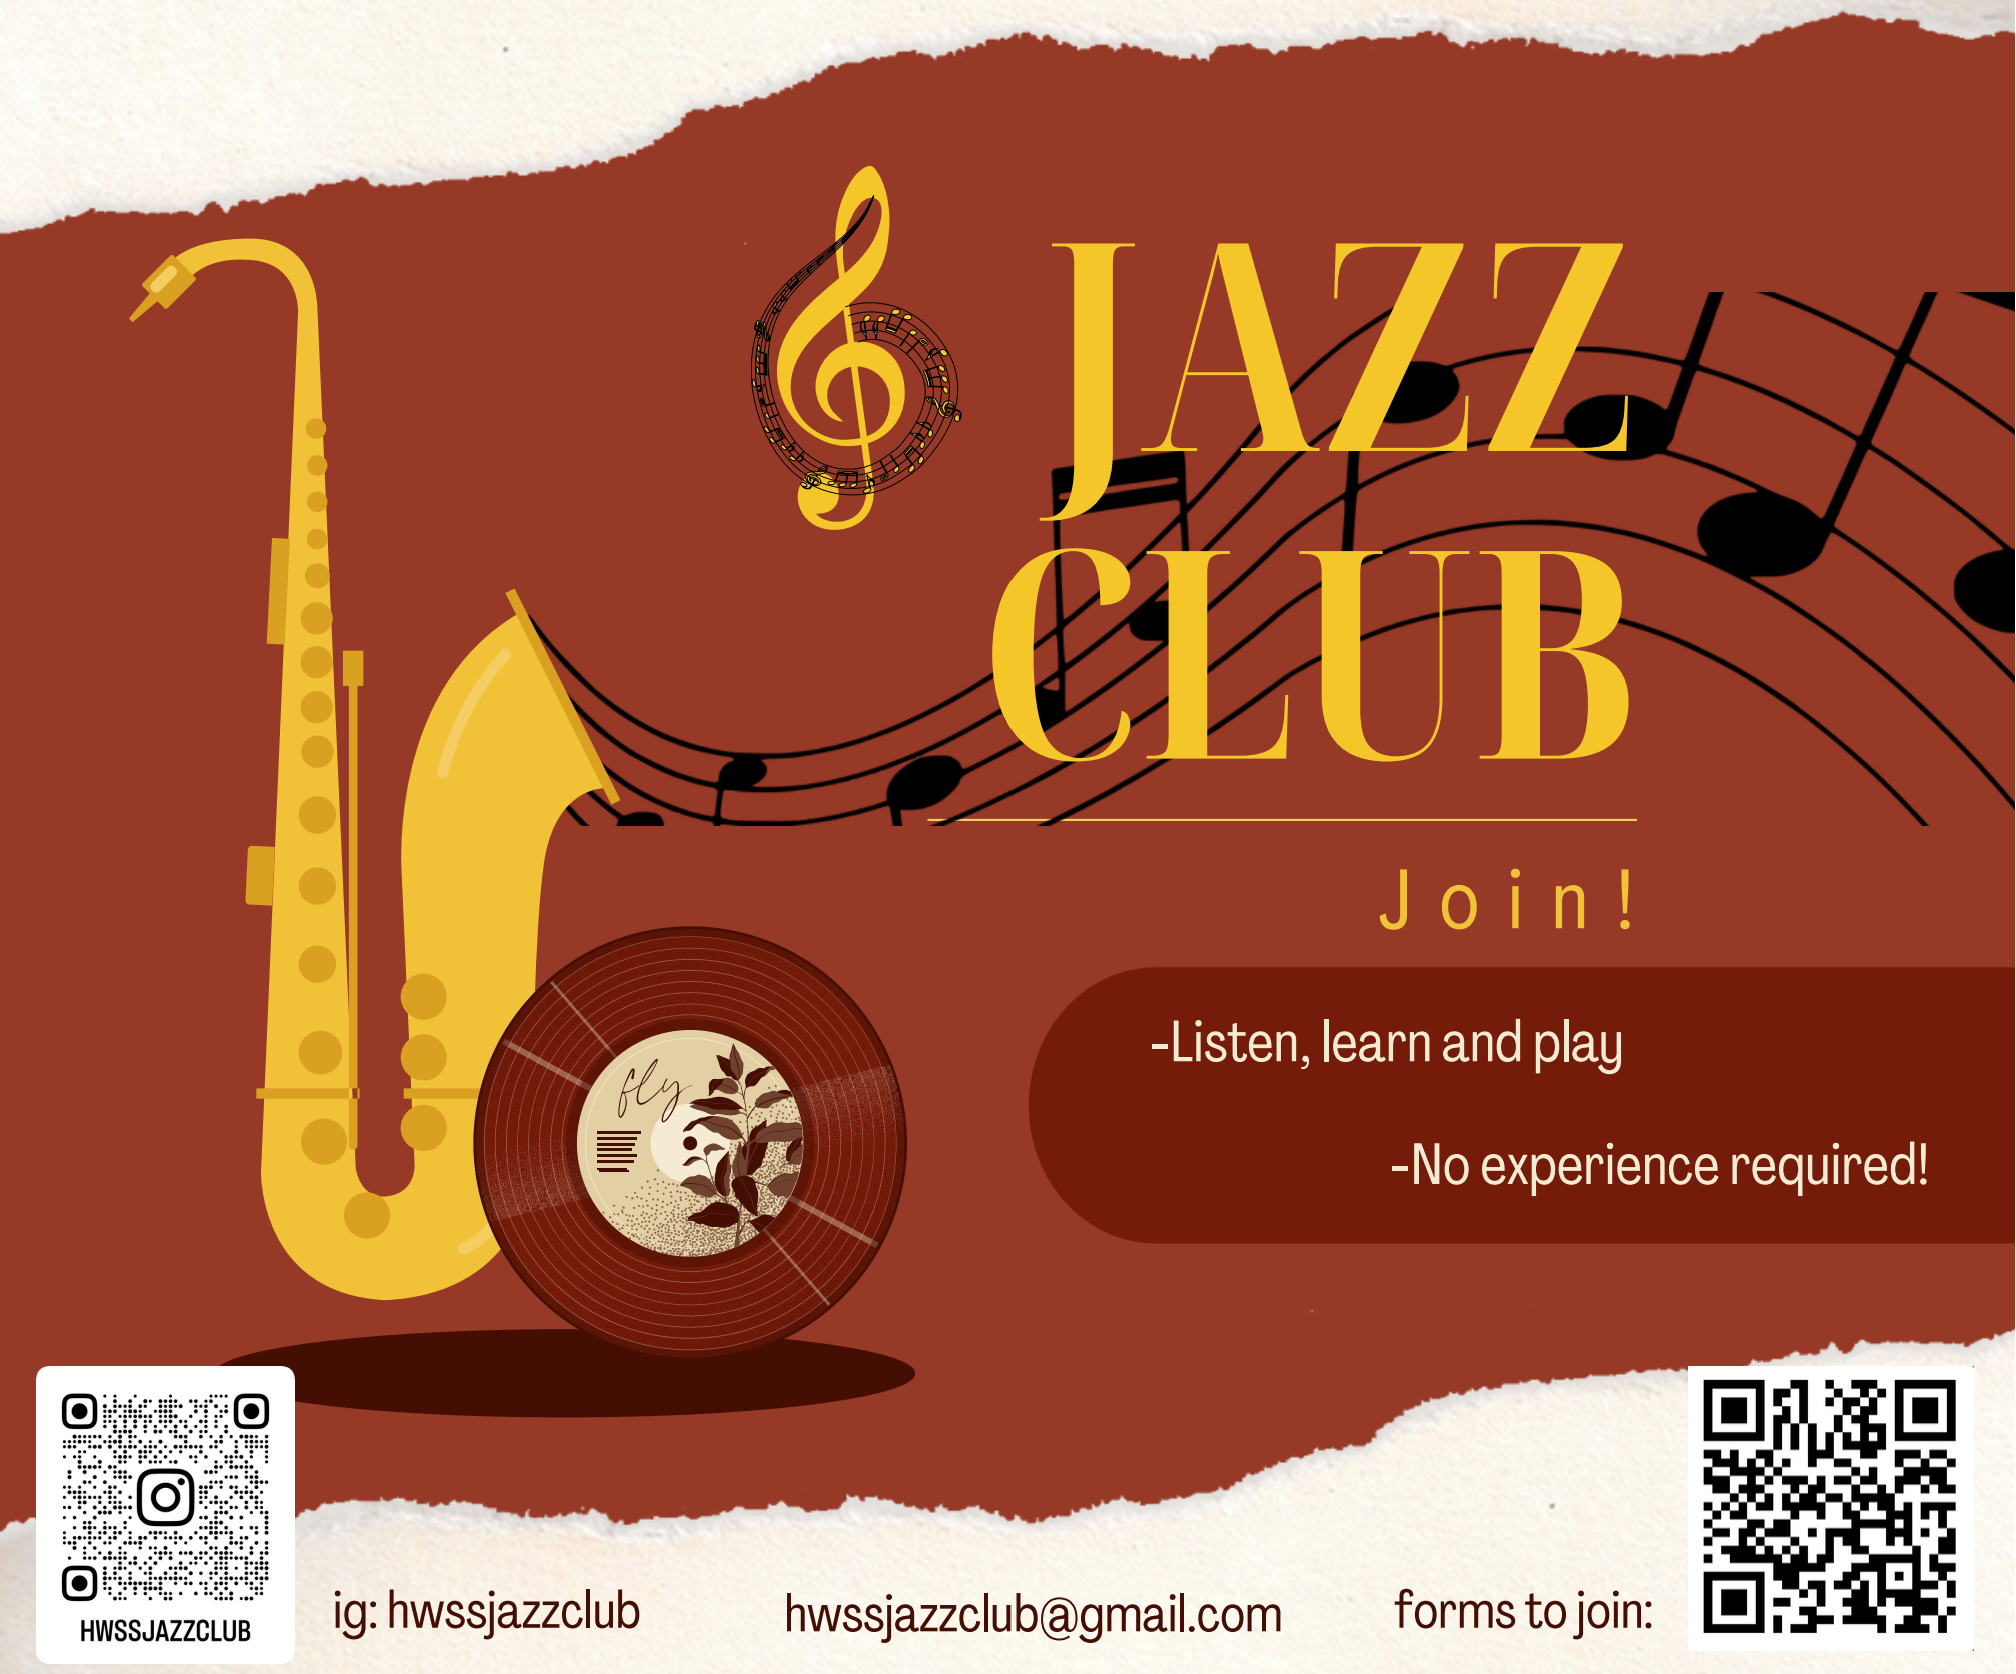 JAZZ
CLUB
Join!
-Listen, learn and play
-No experience required!
fly
HWSSJAZZCLUB
ig: hwssjazzclub
hwssjazzclub@gmail.com
forms to join: